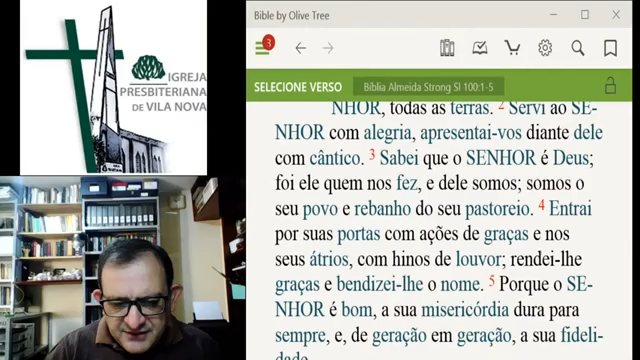 IGREJA
PRESBITERIANA
DE VILA NOVA
Bible by Olive Tree
3
SELECIONE VERSO
Bíblia Almeida Strong Sl 100:1-5
NHOR, todas as terras. 2 Servi ao SE-
NHOR com alegria, apresentai-vos diante dele
com cântico. 3 Sabei que o SENHOR é Deus;
foi ele quem nos fez, e dele somos; somos o
seu povo e rebanho do seu pastoreio. 4 Entrai
por suas portas com ações de graças e nos
seus átrios, com hinos de louvor; rendei-lhe
graças e bendizei-lhe o nome. 5 Porque o SE-
NHOR é bom, a sua misericórdia dura para
sempre, e, de geração em geração, a sua fideli-
dade.